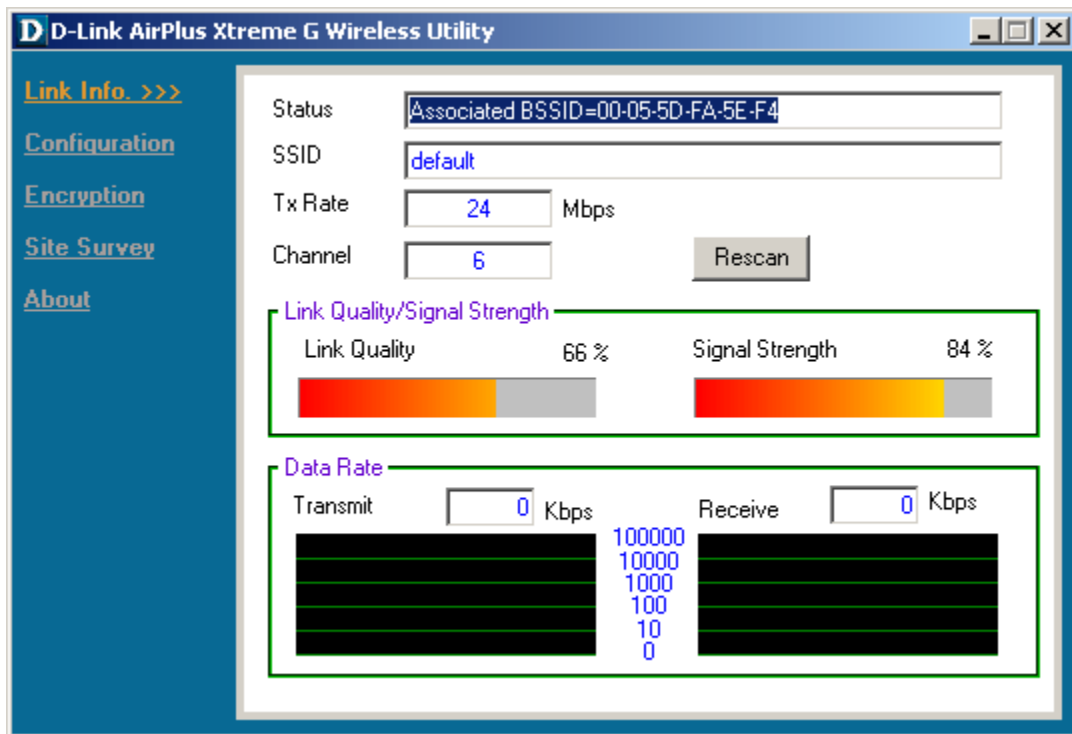 D D-Link AirPlus Xtreme G Wireless Utility
Link Info. >>>
Configuration
Encryption
Site Survey
About
Status Associated BSSID=00-05-5D-FA-5E-F4
SSID default
Tx Rate 24 Mbps
Channel 6 Rescan
Link Quality/Signal Strength
Link Quality 66 % Signal Strength 84 %
Data Rate
Transmit 0 Kbps Receive 0 Kbps
100000
10000
1000
100
10
0